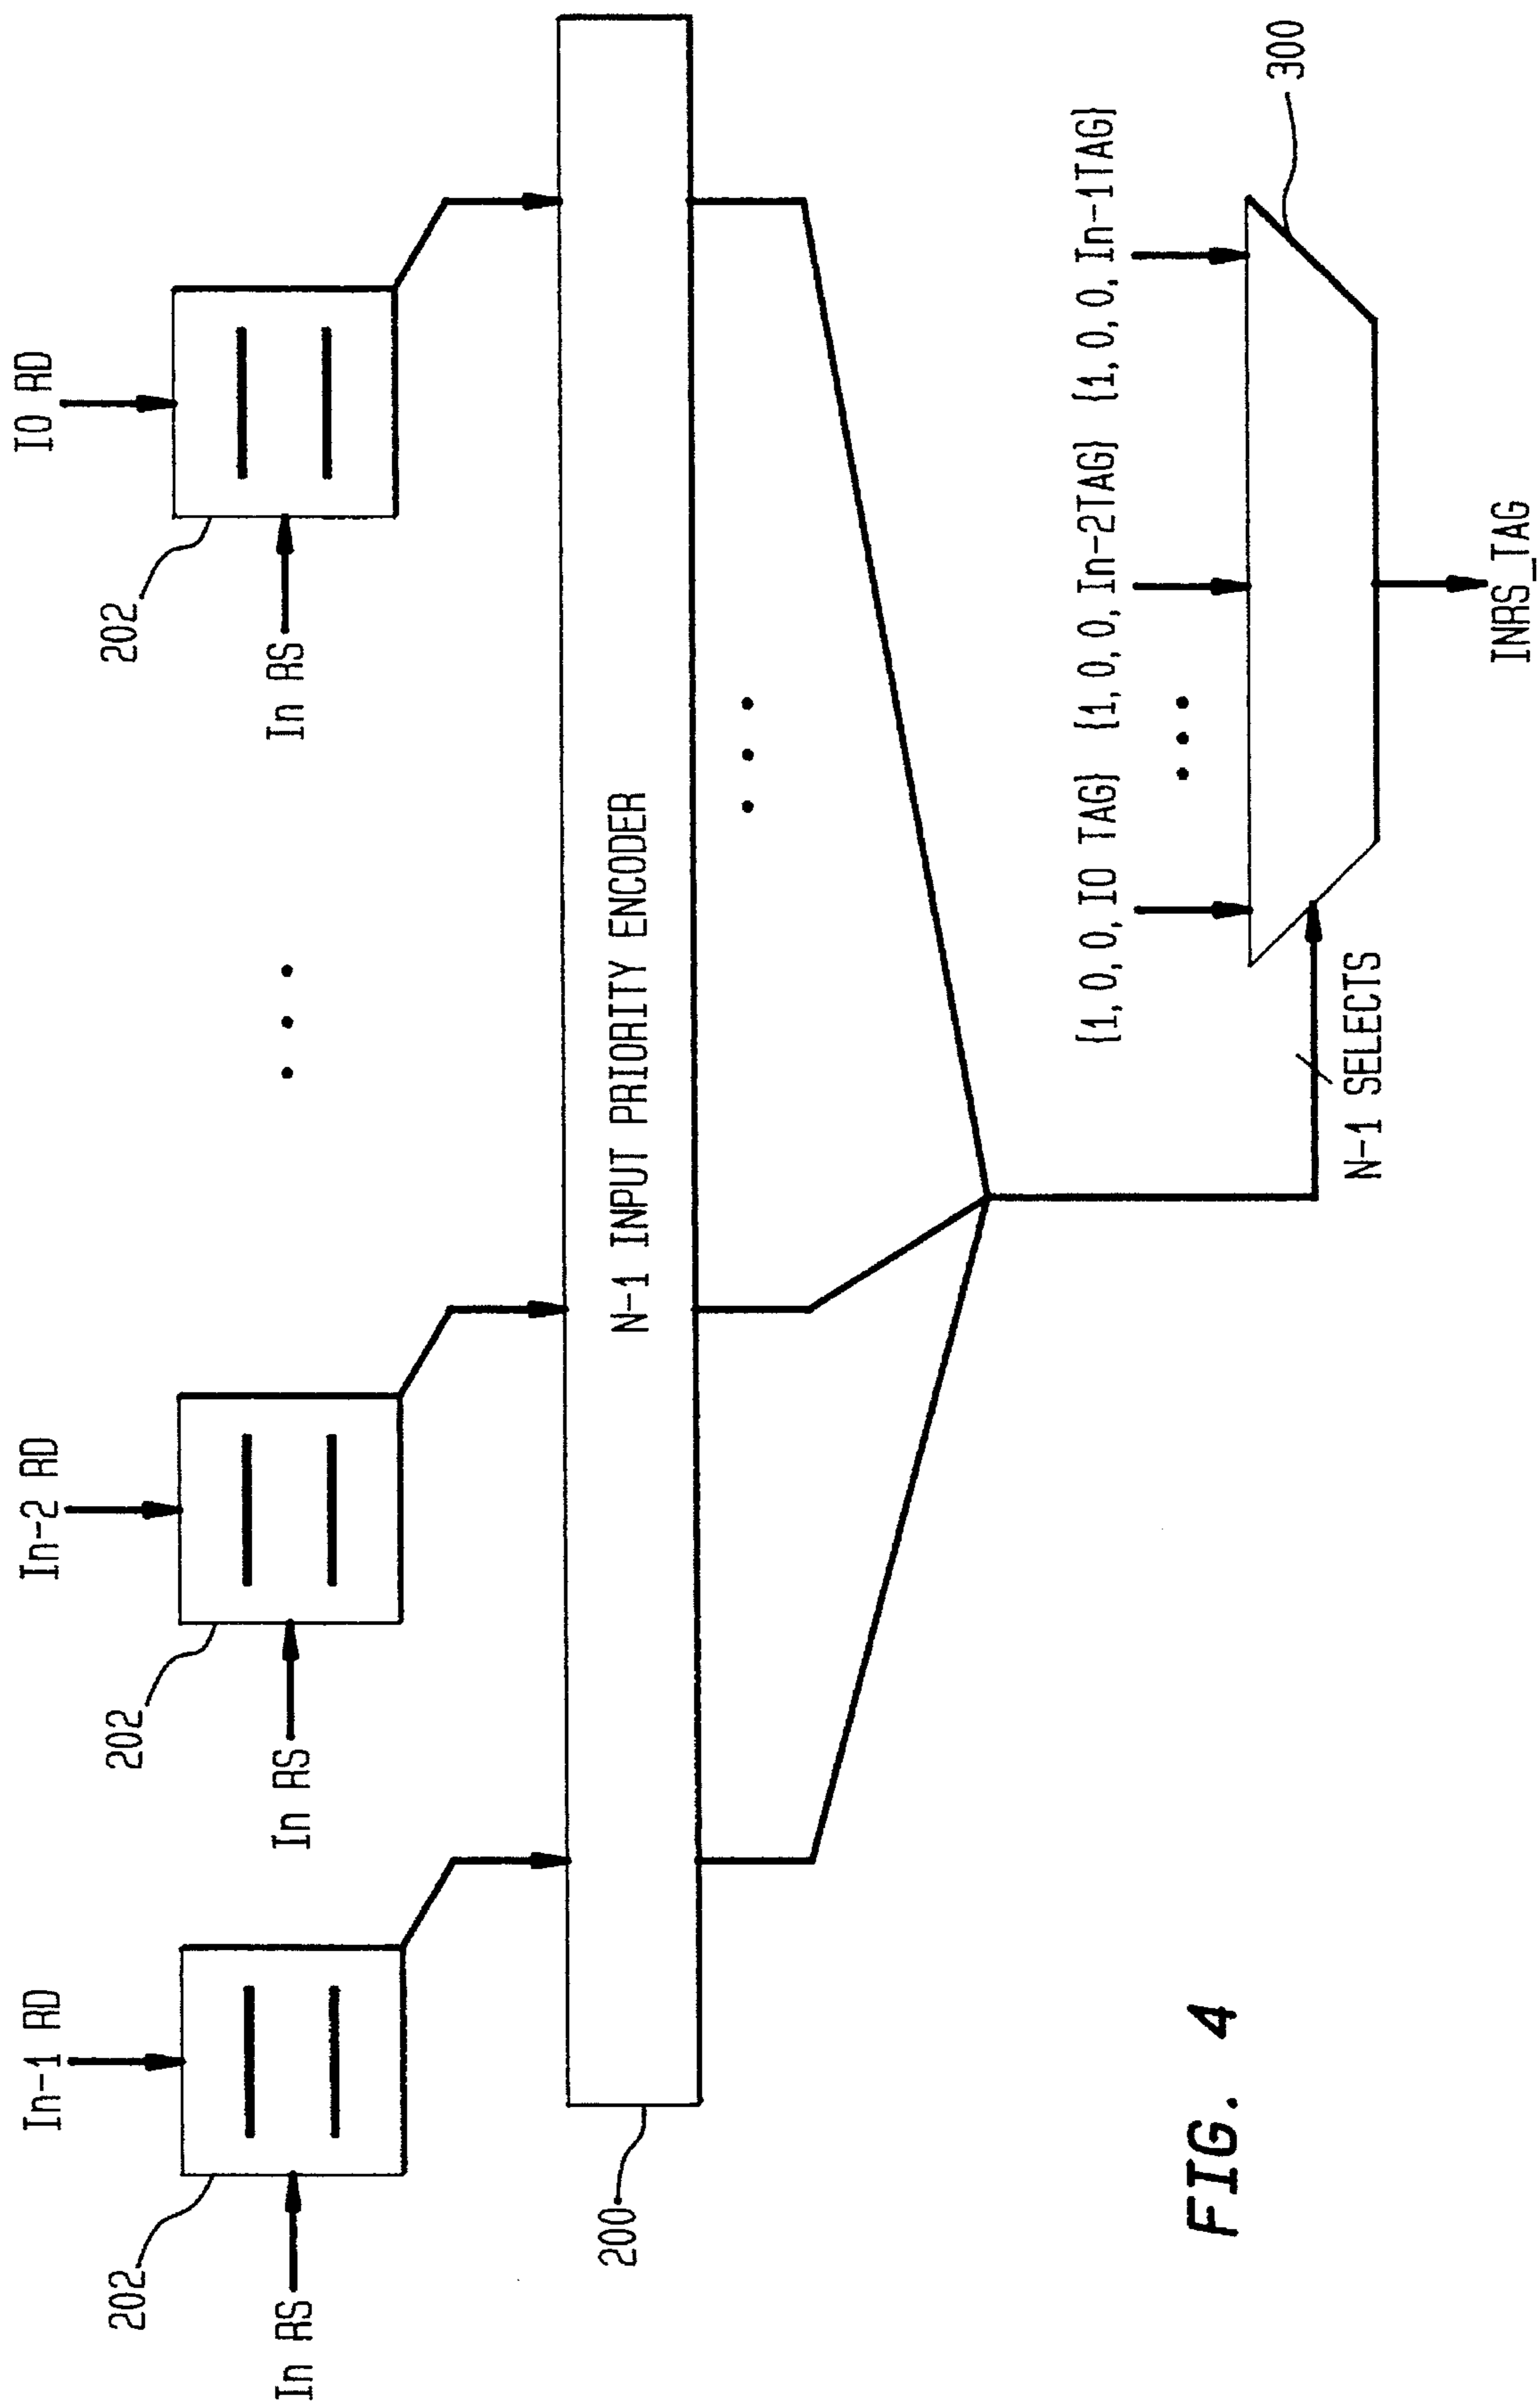 In-1 RD
In-2 RD
IO RD
202
202
202
In RS
In RS
In RS
200
N-1 INPUT PRIORITY ENCODER
{1, 0, 0, IO TAG} {1, 0, 0, In-2TAG} {1, 0, 0, In-1TAG}
300
N-1 SELECTS
INRS_TAG
FIG. 4